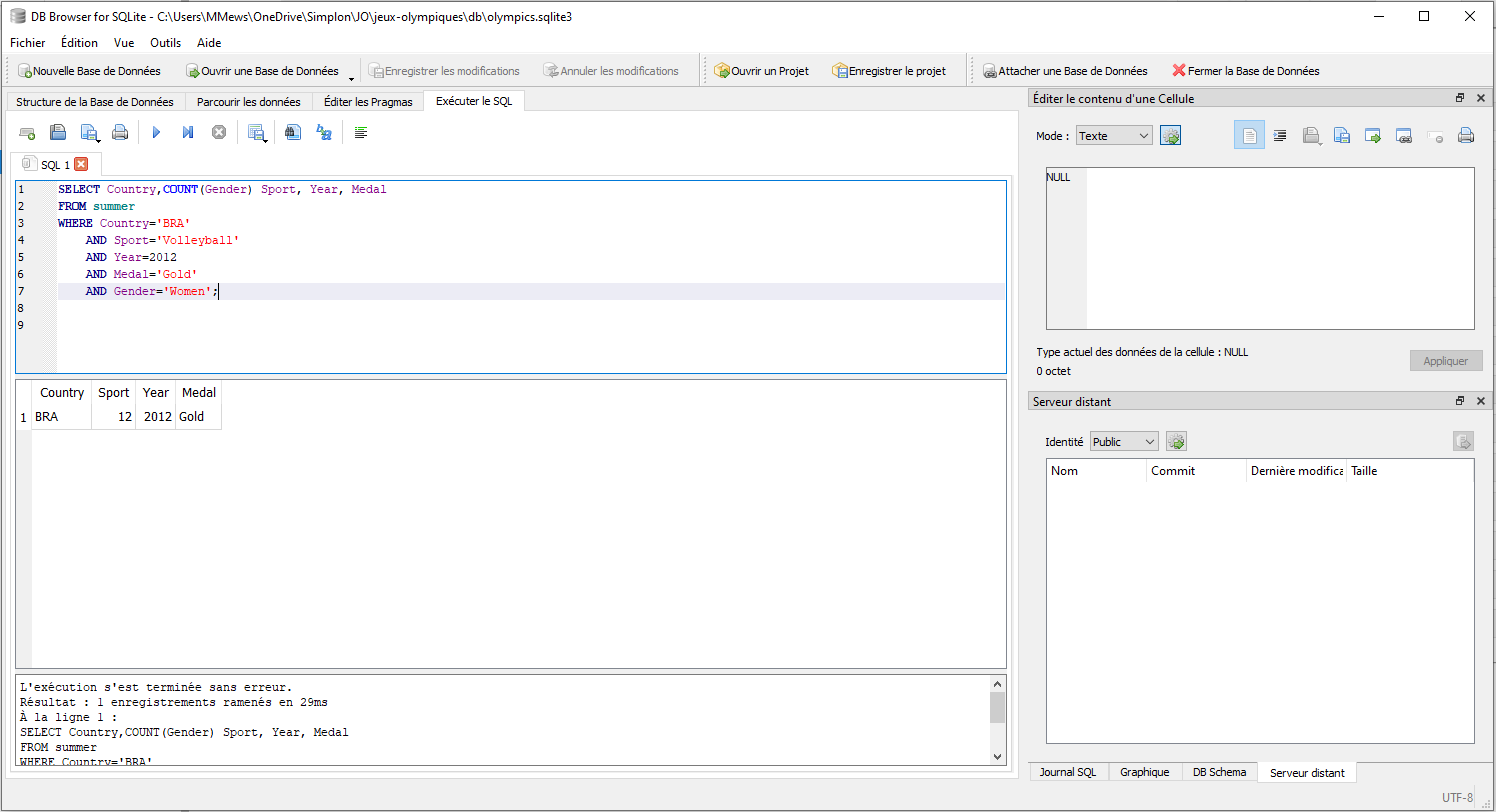 DB Browser for SQLite - C:\Users\MMews\OneDrive\Simplon\JO\jeux-olympiques\db\olympics.sqlite3
Fichier Édition Vue Outils Aide
Nouvelle Base de Données Ouvrir une Base de Données Enregistrer les modifications Annuler les modifications Ouvrir un Projet Enregistrer le projet Attacher une Base de Données Fermer la Base de Données
Structure de la Base de Données Parcourir les données Éditer les Pragmas Exécuter le SQL
SQL 1
1 SELECT Country,COUNT(Gender) Sport, Year, Medal
2 FROM summer
3 WHERE Country='BRA'
4 AND Sport='Volleyball'
5 AND Year=2012
6 AND Medal='Gold'
7 AND Gender='Women';
8
9
Country Sport Year Medal
1 BRA 12 2012 Gold
L'exécution s'est terminée sans erreur.
Résultat : 1 enregistrements ramenés en 29ms
À la ligne 1 :
SELECT Country,COUNT(Gender) Sport, Year, Medal
FROM summer
WHERE Country='BRA'
Éditer le contenu d'une Cellule
Mode : Texte
NULL
Type actuel des données de la cellule : NULL
0 octet
Appliquer
Serveur distant
Identité Public
Nom Commit Dernière modifica Taille
Journal SQL Graphique DB Schema Serveur distant
UTF-8